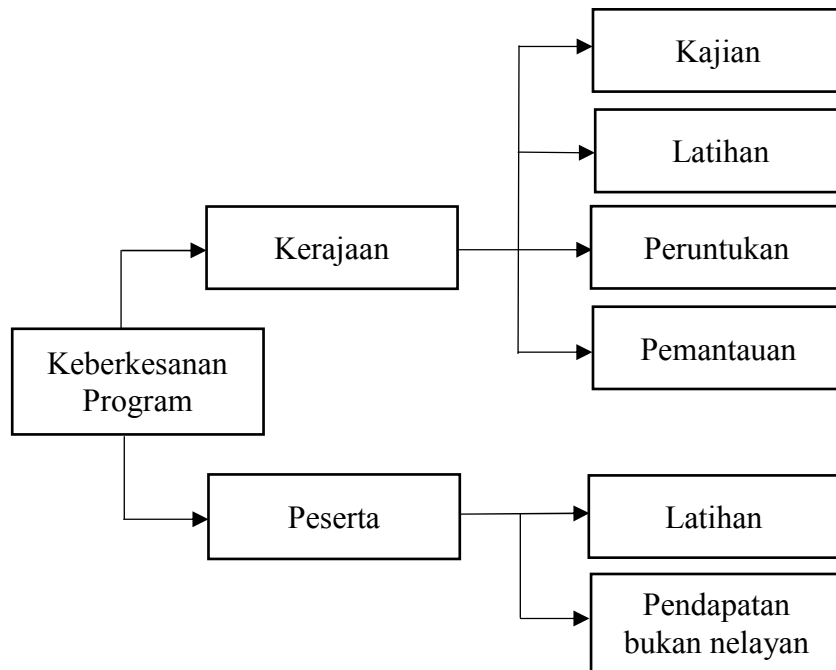 Kajian
Latihan
Kerajaan
Peruntukan
Pemantauan
Keberkesanan
Program
Peserta
Latihan
Pendapatan
bukan nelayan